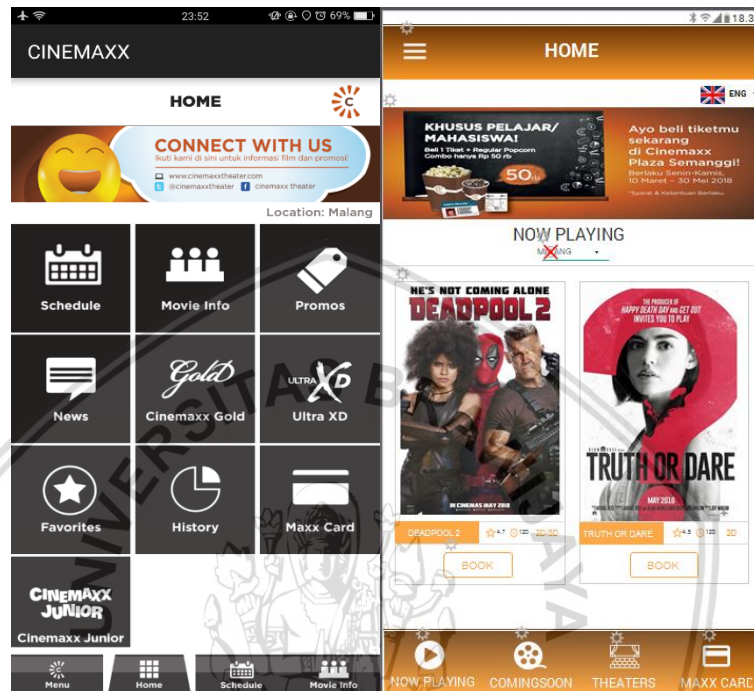 23:52
69%
CINEMAXX
HOME
C
CONNECT WITH US
Ikuti kami di sini untuk informasi film dan promosi!
www.cinemaxxtheater.com
@cinemaxxtheater
cinemaxx theater
Location: Malang
Schedule
Movie Info
Promos
News
Gold
Cinemaxx Gold
ULTRA XD
Ultra XD
Favorites
History
Maxx Card
CINEMAXX
JUNIOR
Cinemaxx Junior
Menu
Home
Schedule
Movie Info
18.3
HOME
ENG
KHUSUS PELAJAR/
MAHASISWA!
Beli 1 Tiket + Regular Popcorn
Combo hanya Rp 50 rb
50rb
Ayo beli tiketmu
sekarang
di Cinemaxx
Plaza Semanggi!
Berlaku Senin-Kamis,
10 Maret - 30 Mei 2018
*Syarat & Ketentuan Berlaku
NOW PLAYING
MALANG
HE'S NOT COMING ALONE
DEADPOOL 2
IN CINEMAS MAY 2018
DEADPOOL 2
4.7
120
2D/3D
BOOK
THE PRODUCER OF
HAPPY DEATH DAY AND GET OUT
INVITES YOU TO PLAY
TRUTH OR DARE
MAY 2018
TRUTH OR DARE
4.5
120
2D
BOOK
NOW PLAYING
COMINGSOON
THEATERS
MAXX CARD
UNIVERSITAS BRAWIJAYA